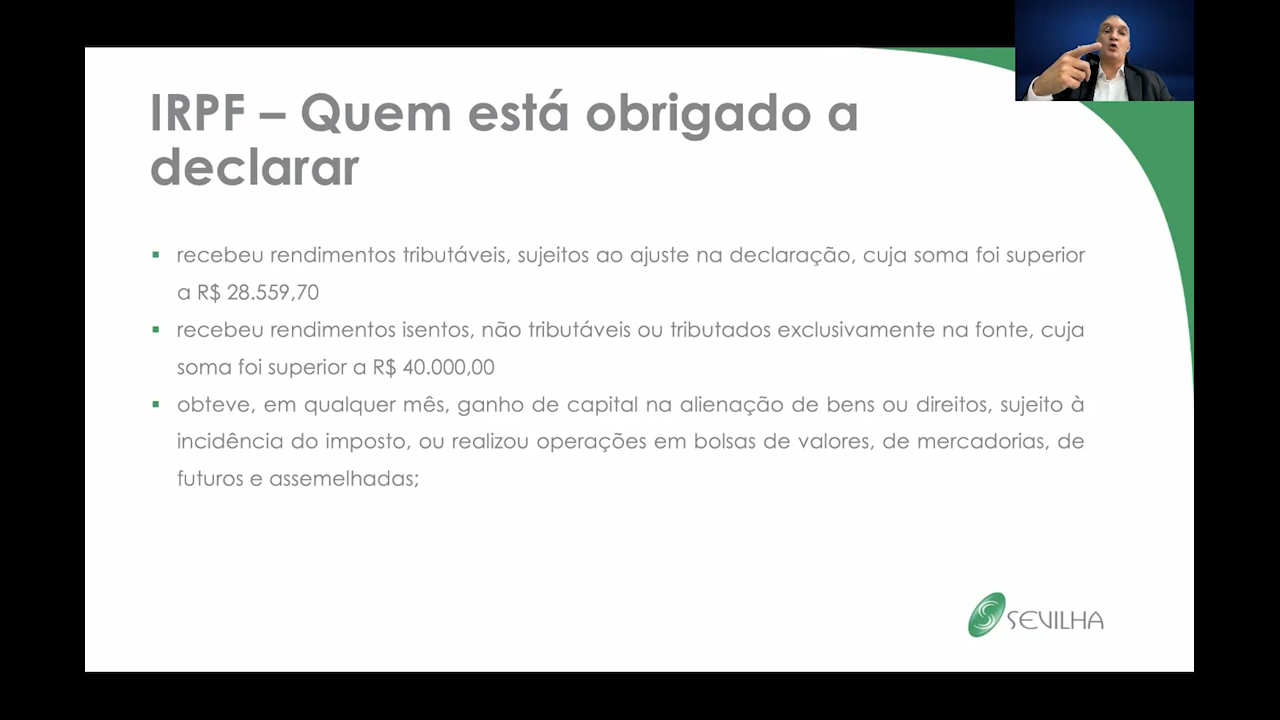 IRPF – Quem está obrigado a
declarar
▪ recebeu rendimentos tributáveis, sujeitos ao ajuste na declaração, cuja soma foi superior
a R$ 28.559,70
▪ recebeu rendimentos isentos, não tributáveis ou tributados exclusivamente na fonte, cuja
soma foi superior a R$ 40.000,00
▪ obteve, em qualquer mês, ganho de capital na alienação de bens ou direitos, sujeito à
incidência do imposto, ou realizou operações em bolsas de valores, de mercadorias, de
futuros e assemelhadas;
SEVILHA